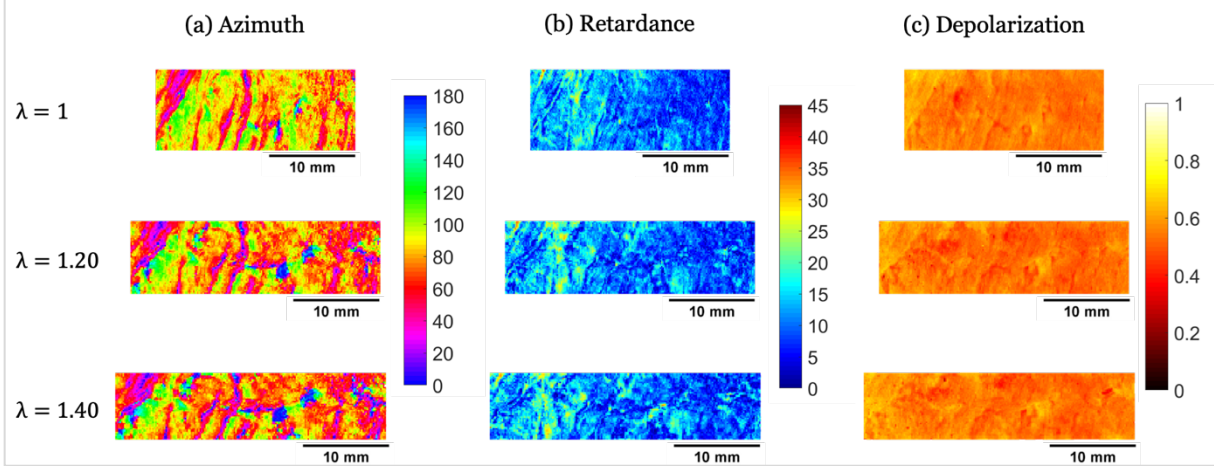 (a) Azimuth
(b) Retardance
(c) Depolarization
λ = 1
10 mm
10 mm
10 mm
λ = 1.20
10 mm
10 mm
10 mm
λ = 1.40
10 mm
10 mm
10 mm
180
160
140
120
100
80
60
40
20
0
45
40
35
30
25
20
15
10
5
0
1
0.8
0.6
0.4
0.2
0